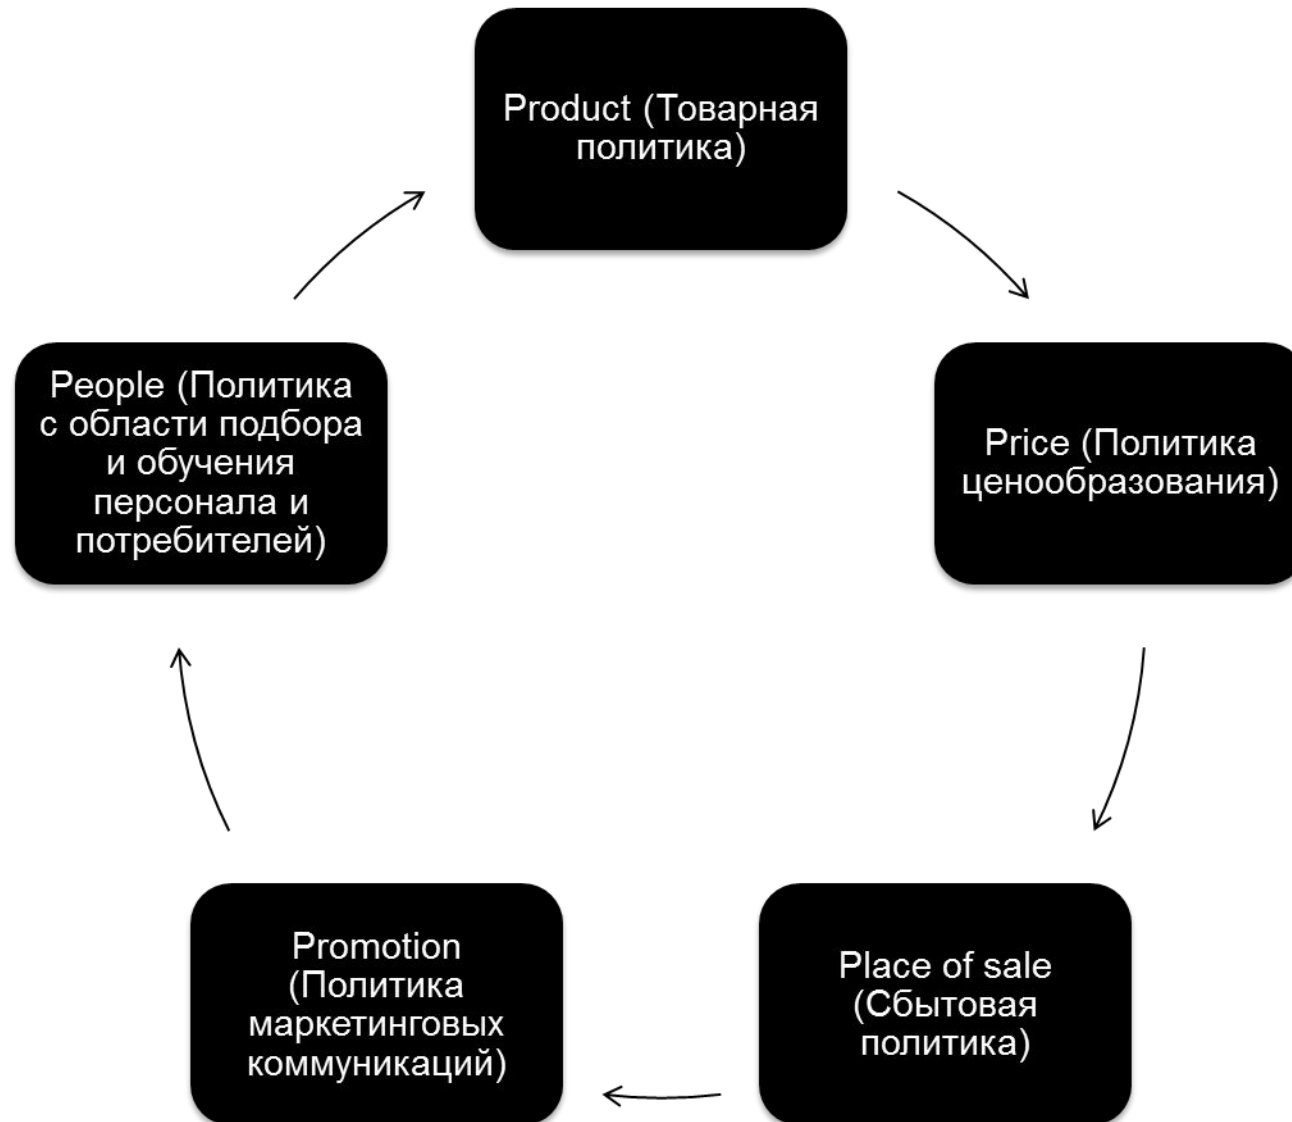 Product (Товарная
политика)
Price (Политика
ценообразования)
Place of sale
(Сбытовая
политика)
Promotion
(Политика
маркетинговых
коммуникаций)
People (Политика
с области подбора
и обучения
персонала и
потребителей)